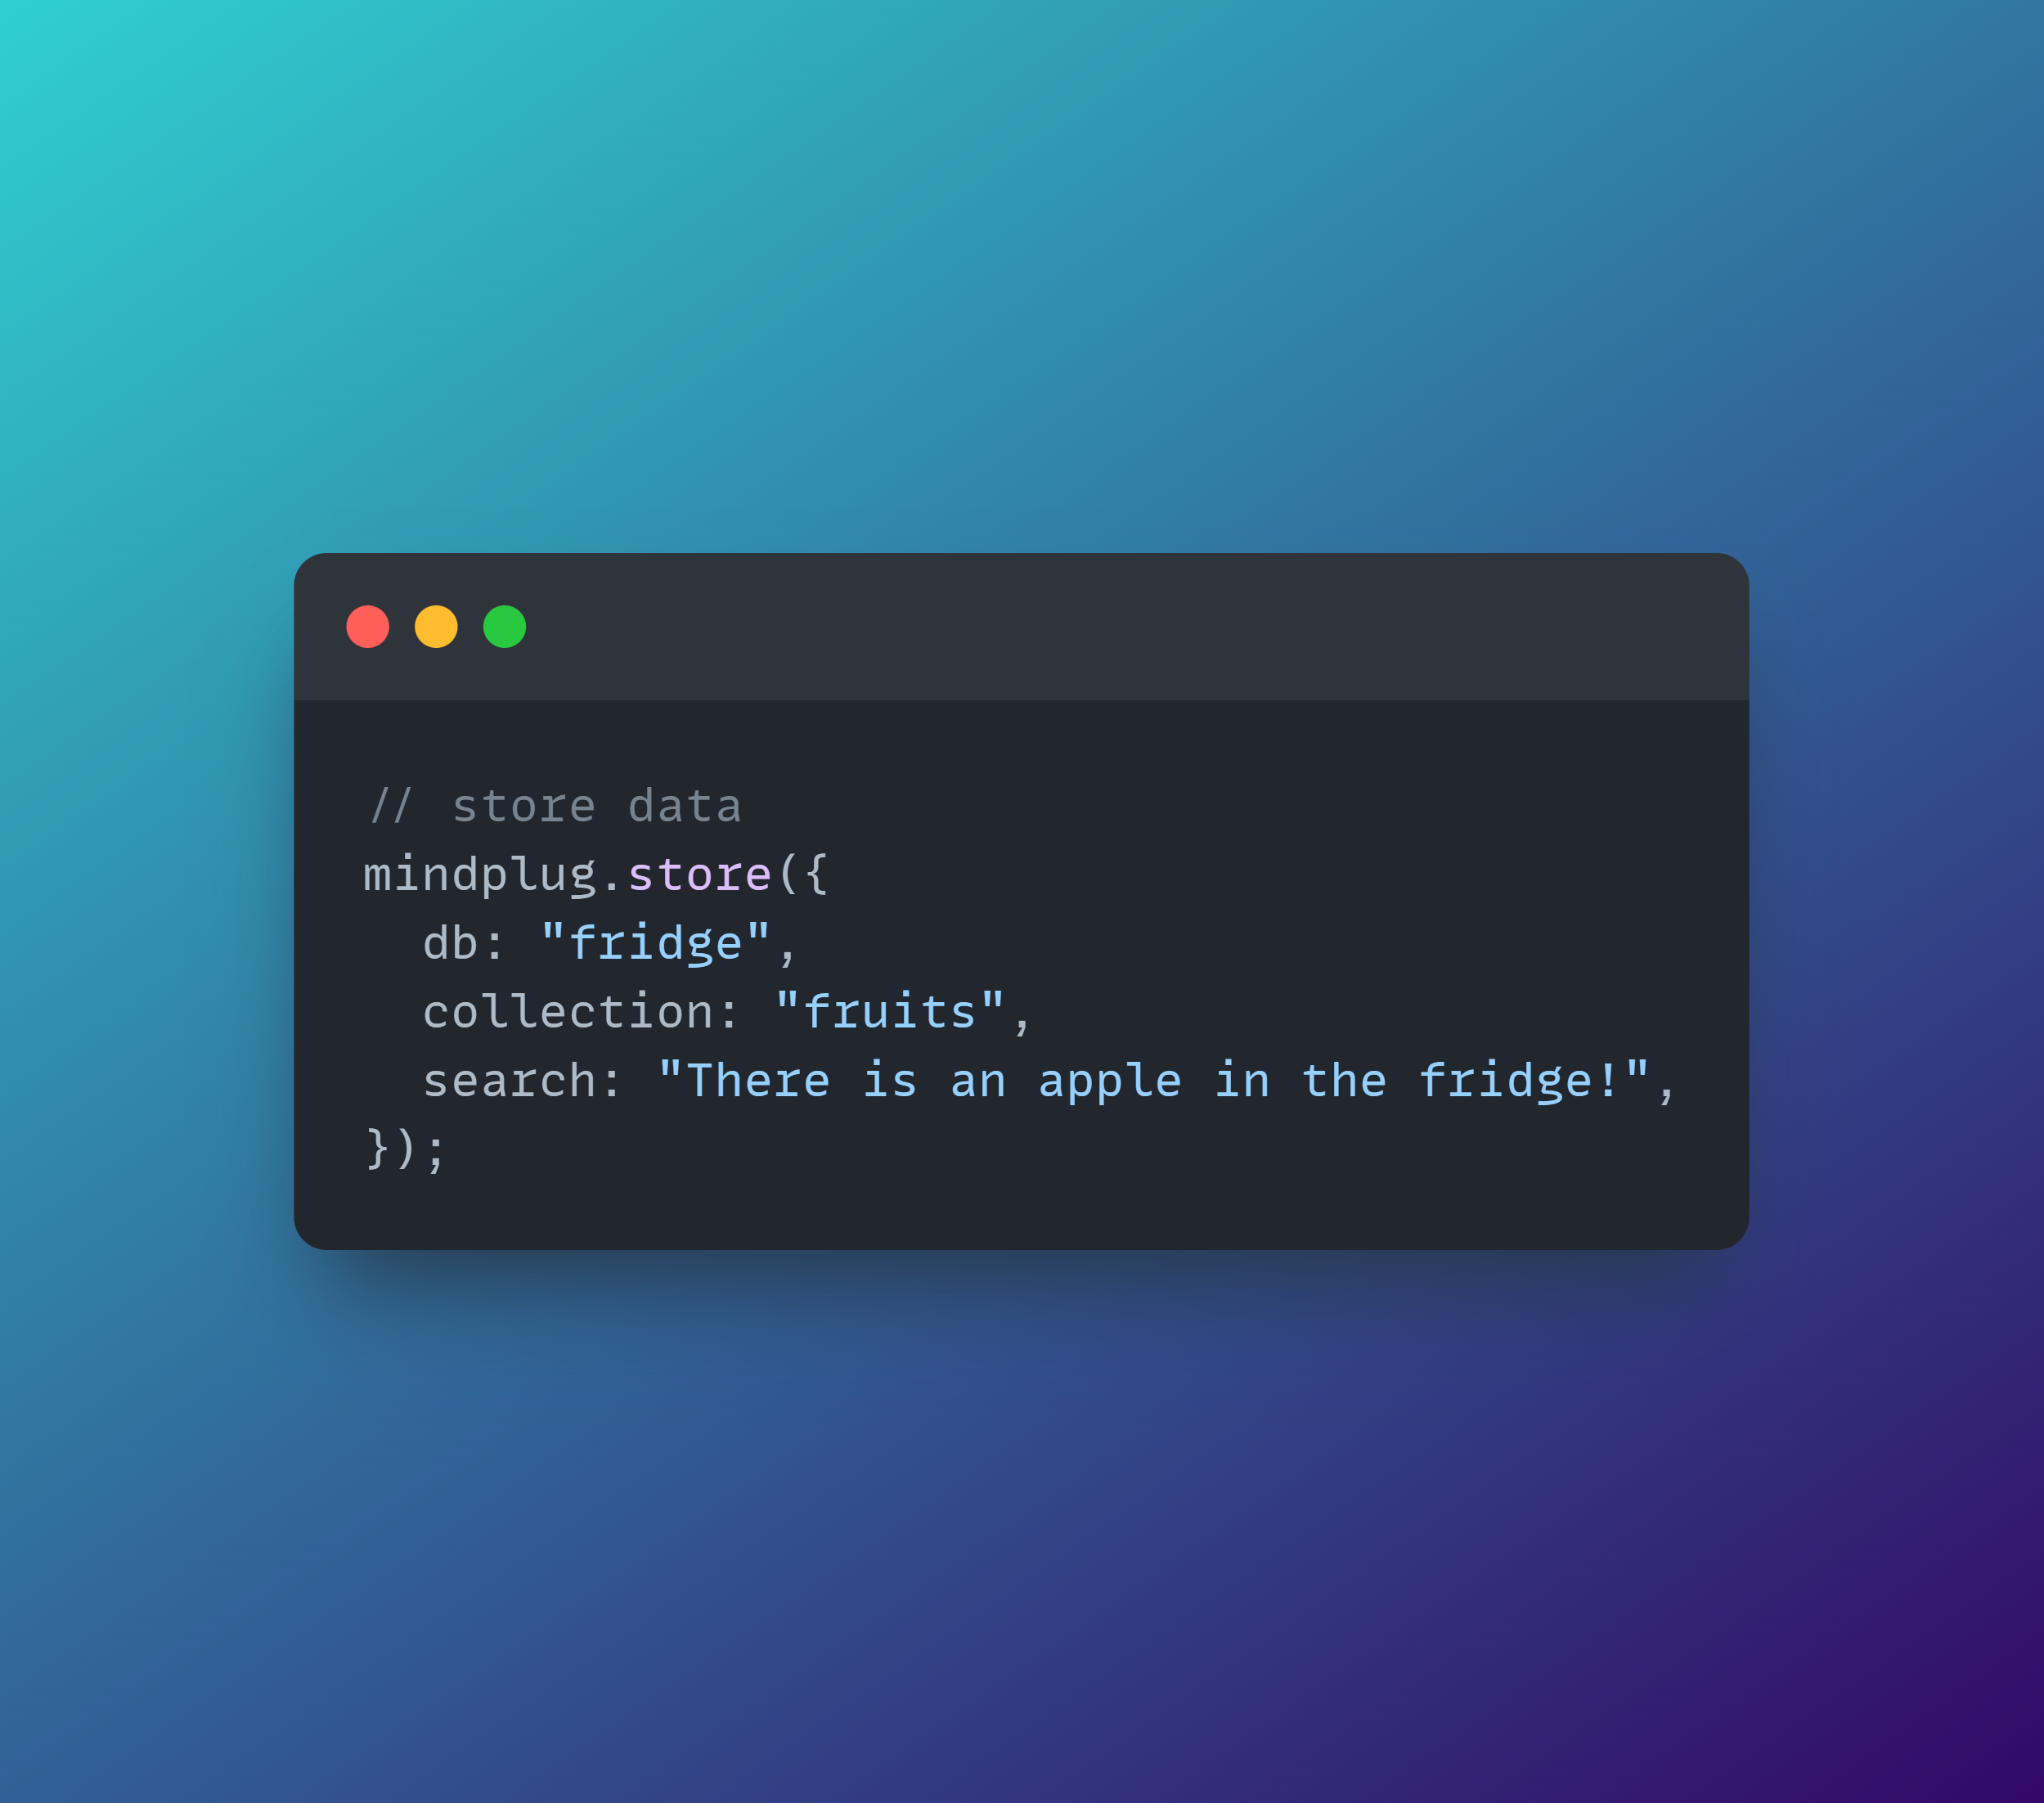 // store data
mindplug.store({
  db: "fridge",
  collection: "fruits",
  search: "There is an apple in the fridge!",
});